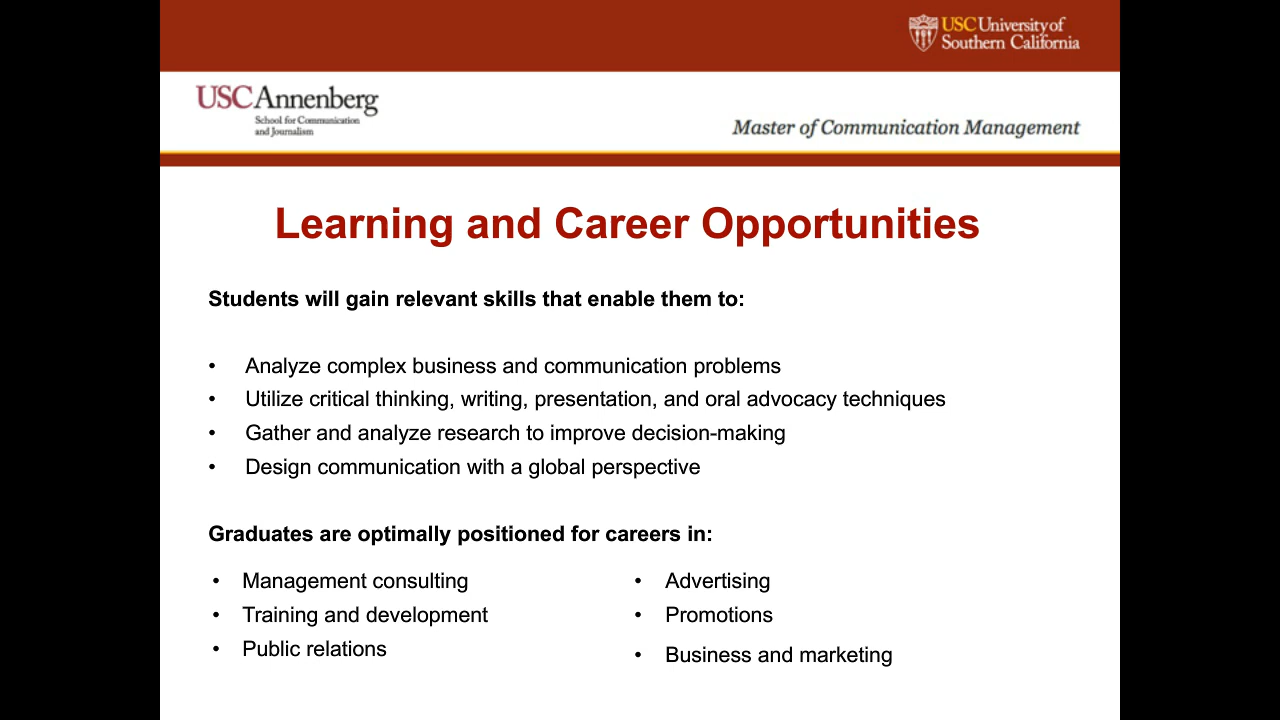 USC University of
Southern California
USC Annenberg
School for Communication
and Journalism
Master of Communication Management
Learning and Career Opportunities
Students will gain relevant skills that enable them to:
• Analyze complex business and communication problems
• Utilize critical thinking, writing, presentation, and oral advocacy techniques
• Gather and analyze research to improve decision-making
• Design communication with a global perspective
Graduates are optimally positioned for careers in:
• Management consulting
• Training and development
• Public relations
• Advertising
• Promotions
• Business and marketing